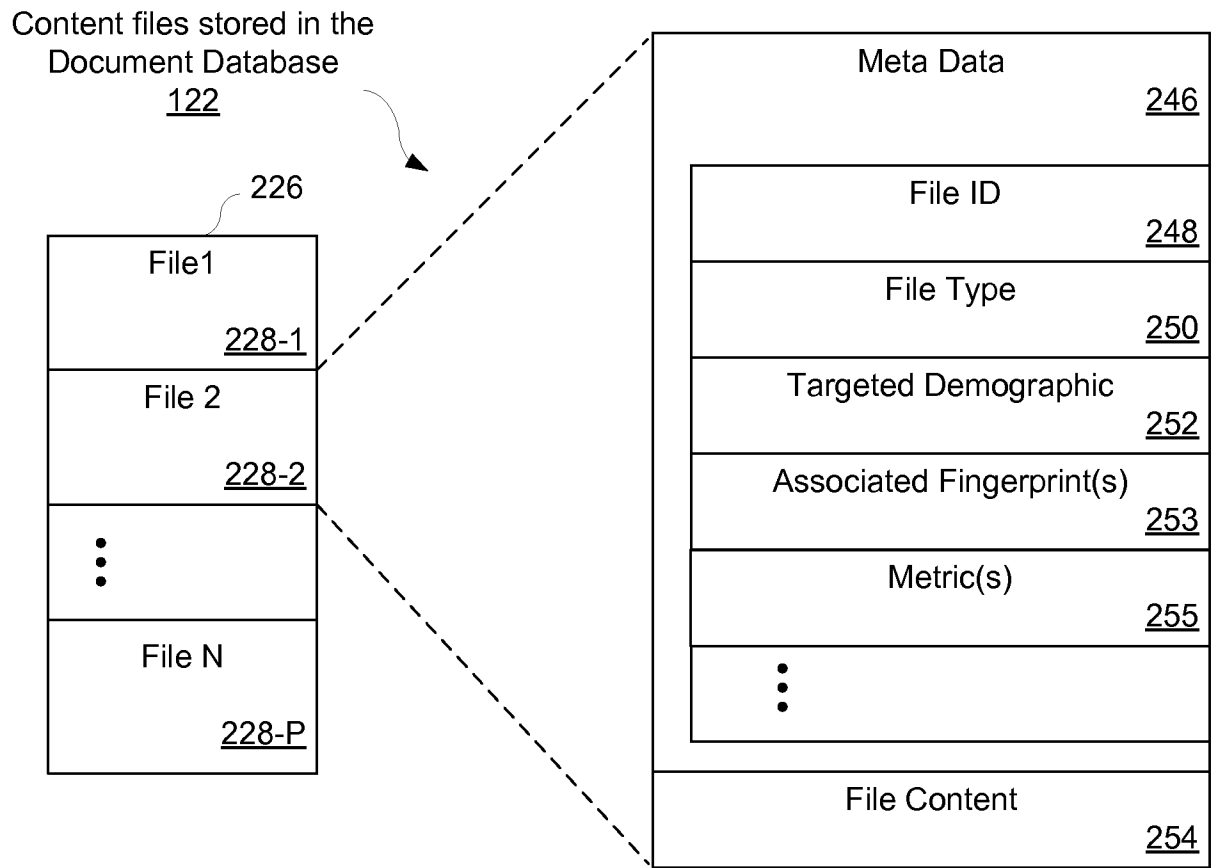 Content files stored in the
Document Database
122
226
File1
228-1
File 2
228-2
File N
228-P
Meta Data
246
File ID
248
File Type
250
Targeted Demographic
252
Associated Fingerprint(s)
253
Metric(s)
255
File Content
254